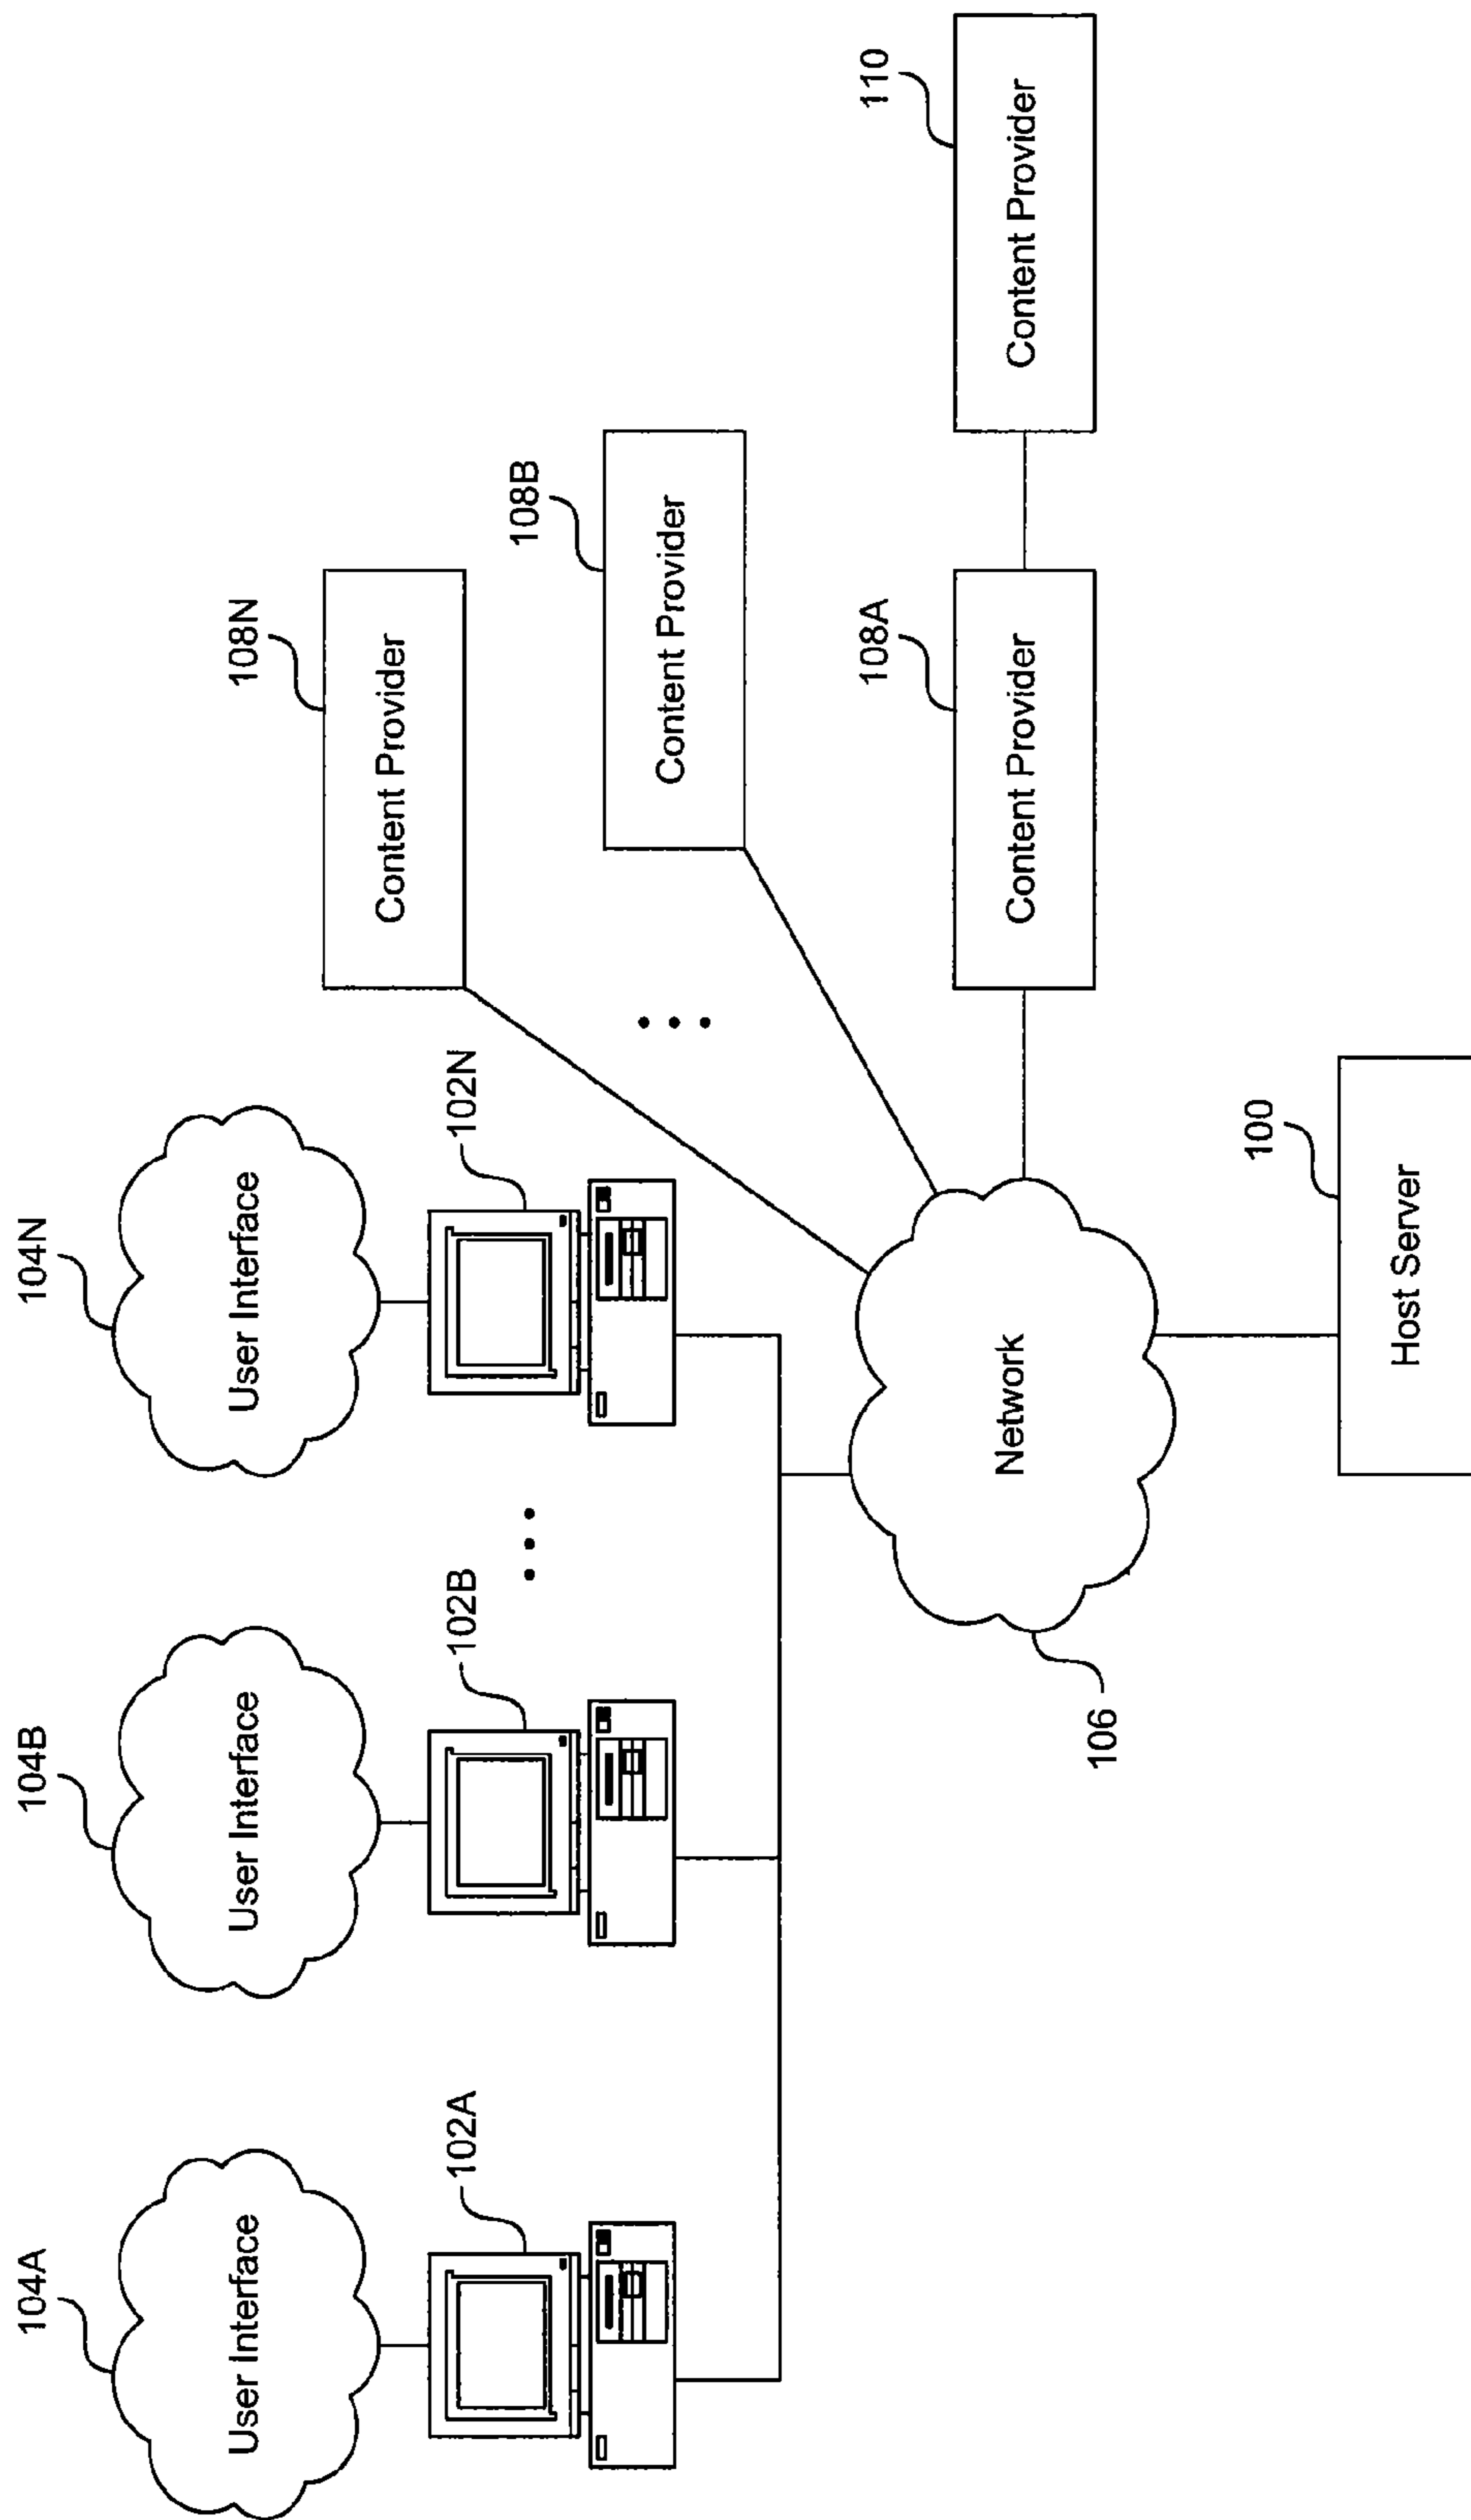 104A
104B
104N
User Interface
User Interface
User Interface
108N
Content Provider
102A
102B
102N
108B
Content Provider
108A
110
Content Provider
Content Provider
Network
106
100
Host Server